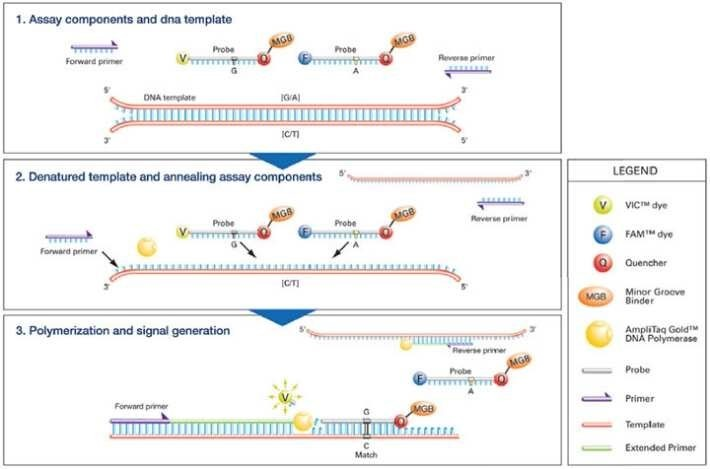 1. Assay components and dna template
Forward primer
V
Probe
G
Q
MGB
F
Probe
A
Q
MGB
Reverse primer
5'
DNA template
[G/A]
3'
3'
[C/T]
5'
2. Denatured template and annealing assay components
5'
3'
Forward primer
V
Probe
G
Q
MGB
F
Probe
A
Q
MGB
Reverse primer
3'
[C/T]
5'
3. Polymerization and signal generation
5'
3'
Reverse primer
F
Probe
A
Q
MGB
V
Forward primer
G
Q
MGB
C
Match
LEGEND
V VIC™ dye
F FAM™ dye
Q Quencher
MGB Minor Groove
Binder
AmpliTaq Gold™
DNA Polymerase
Probe
Primer
Template
Extended Primer